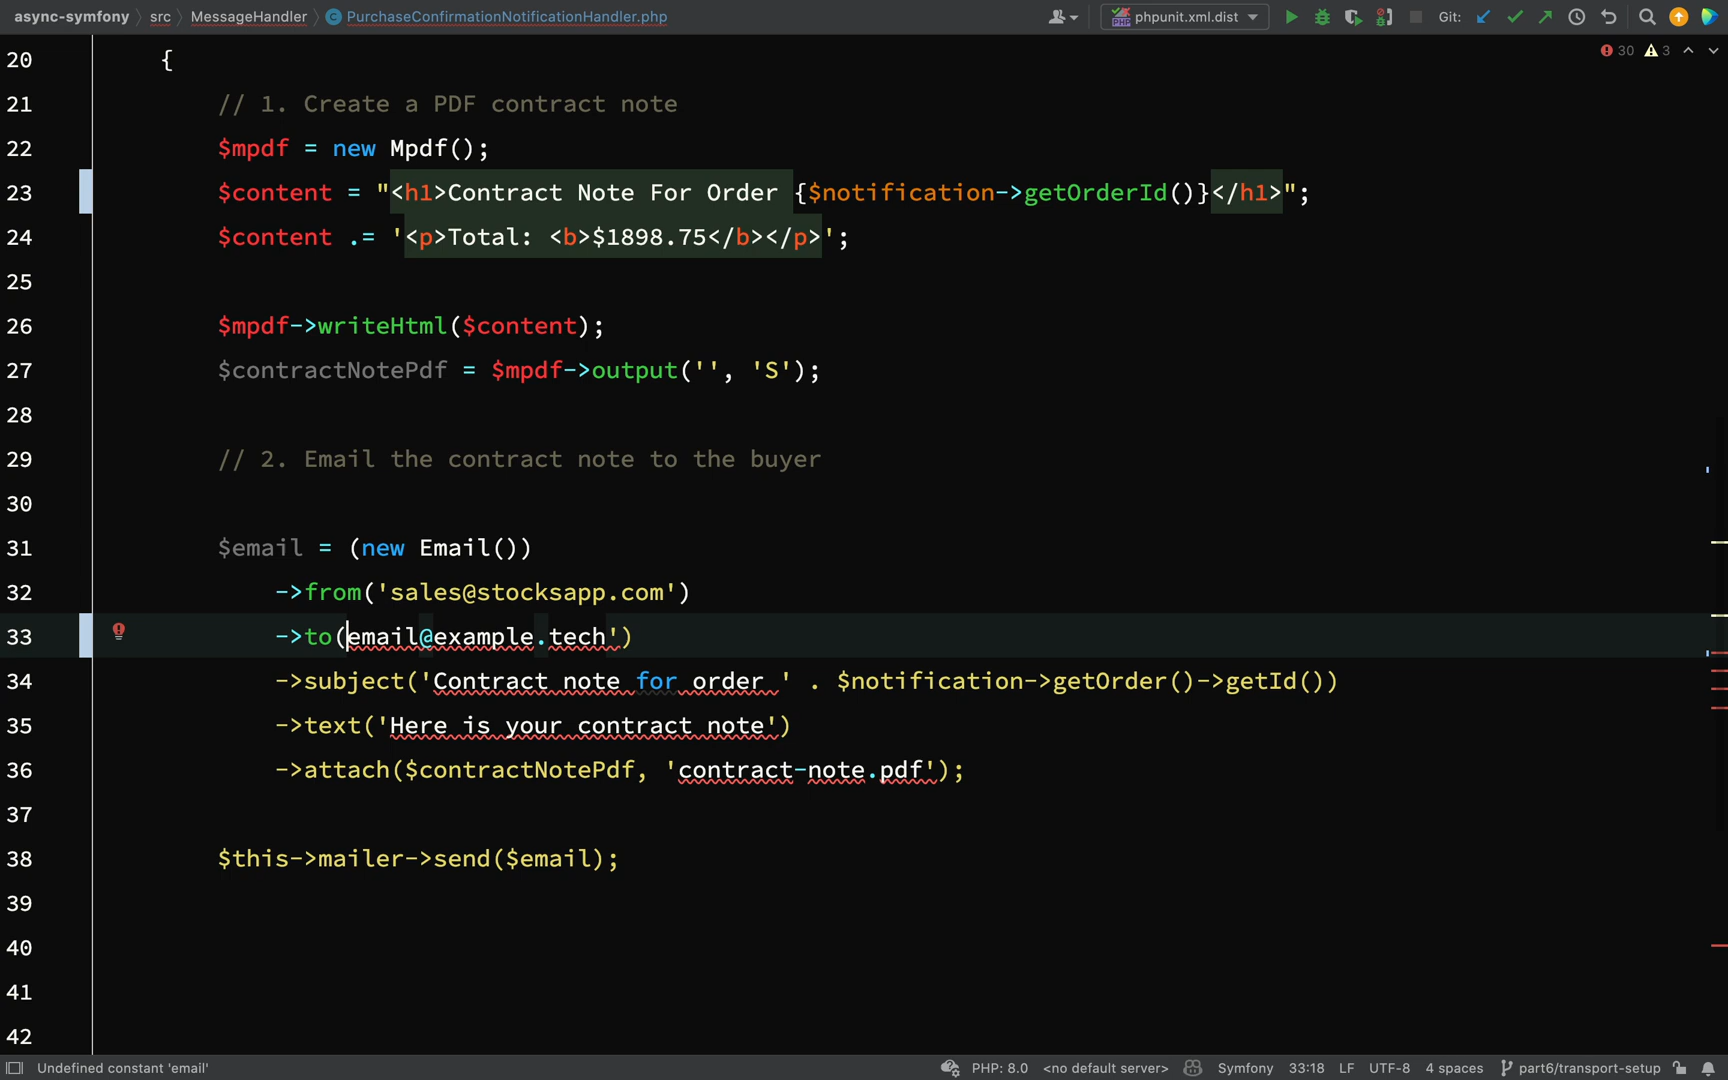 async-symfony 〉 src 〉 MessageHandler 〉 C PurchaseConfirmationNotificationHandler.php phpunit.xml.dist Git:
30 3
20 {
21 // 1. Create a PDF contract note
22 $mpdf = new Mpdf();
23 $content = "<h1>Contract Note For Order {$notification->getOrderId()}</h1>";
24 $content .= '<p>Total: <b>$1898.75</b></p>';
25
26 $mpdf->writeHtml($content);
27 $contractNotePdf = $mpdf->output('', 'S');
28
29 // 2. Email the contract note to the buyer
30
31 $email = (new Email())
32 ->from('sales@stocksapp.com')
33 ->to(email@example.tech')
34 ->subject('Contract note for order ' . $notification->getOrder()->getId())
35 ->text('Here is your contract note')
36 ->attach($contractNotePdf, 'contract-note.pdf');
37
38 $this->mailer->send($email);
39
40
41
42
Undefined constant 'email' PHP: 8.0 <no default server> Symfony 33:18 LF UTF-8 4 spaces part6/transport-setup